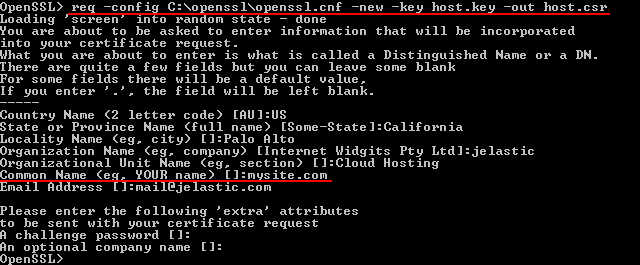 OpenSSL> req -config C:\openssl\openssl.cnf -new -key host.key -out host.csr
Loading 'screen' into random state - done
You are about to be asked to enter information that will be incorporated
into your certificate request.
What you are about to enter is what is called a Distinguished Name or a DN.
There are quite a few fields but you can leave some blank
For some fields there will be a default value,
If you enter '.', the field will be left blank.
-----
Country Name (2 letter code) [AU]:US
State or Province Name (full name) [Some-State]:California
Locality Name (eg, city) []:Palo Alto
Organization Name (eg, company) [Internet Widgits Pty Ltd]:jelastic
Organizational Unit Name (eg, section) []:Cloud Hosting
Common Name (eg, YOUR name) []:mysite.com
Email Address []:mail@jelastic.com

Please enter the following 'extra' attributes
to be sent with your certificate request
A challenge password []:
An optional company name []:
OpenSSL>